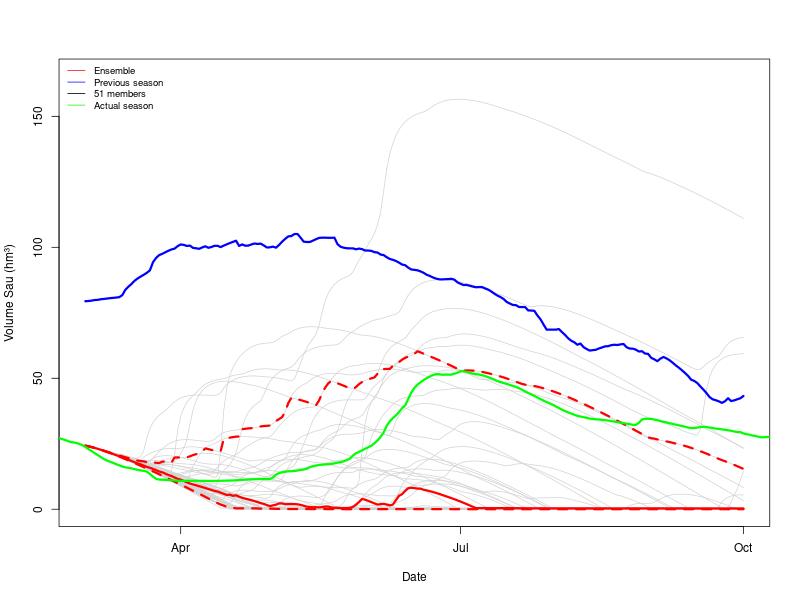 Ensemble
Previous season
51 members
Actual season
Volume Sau (hm³)
150
100
50
0
Apr
Jul
Oct
Date